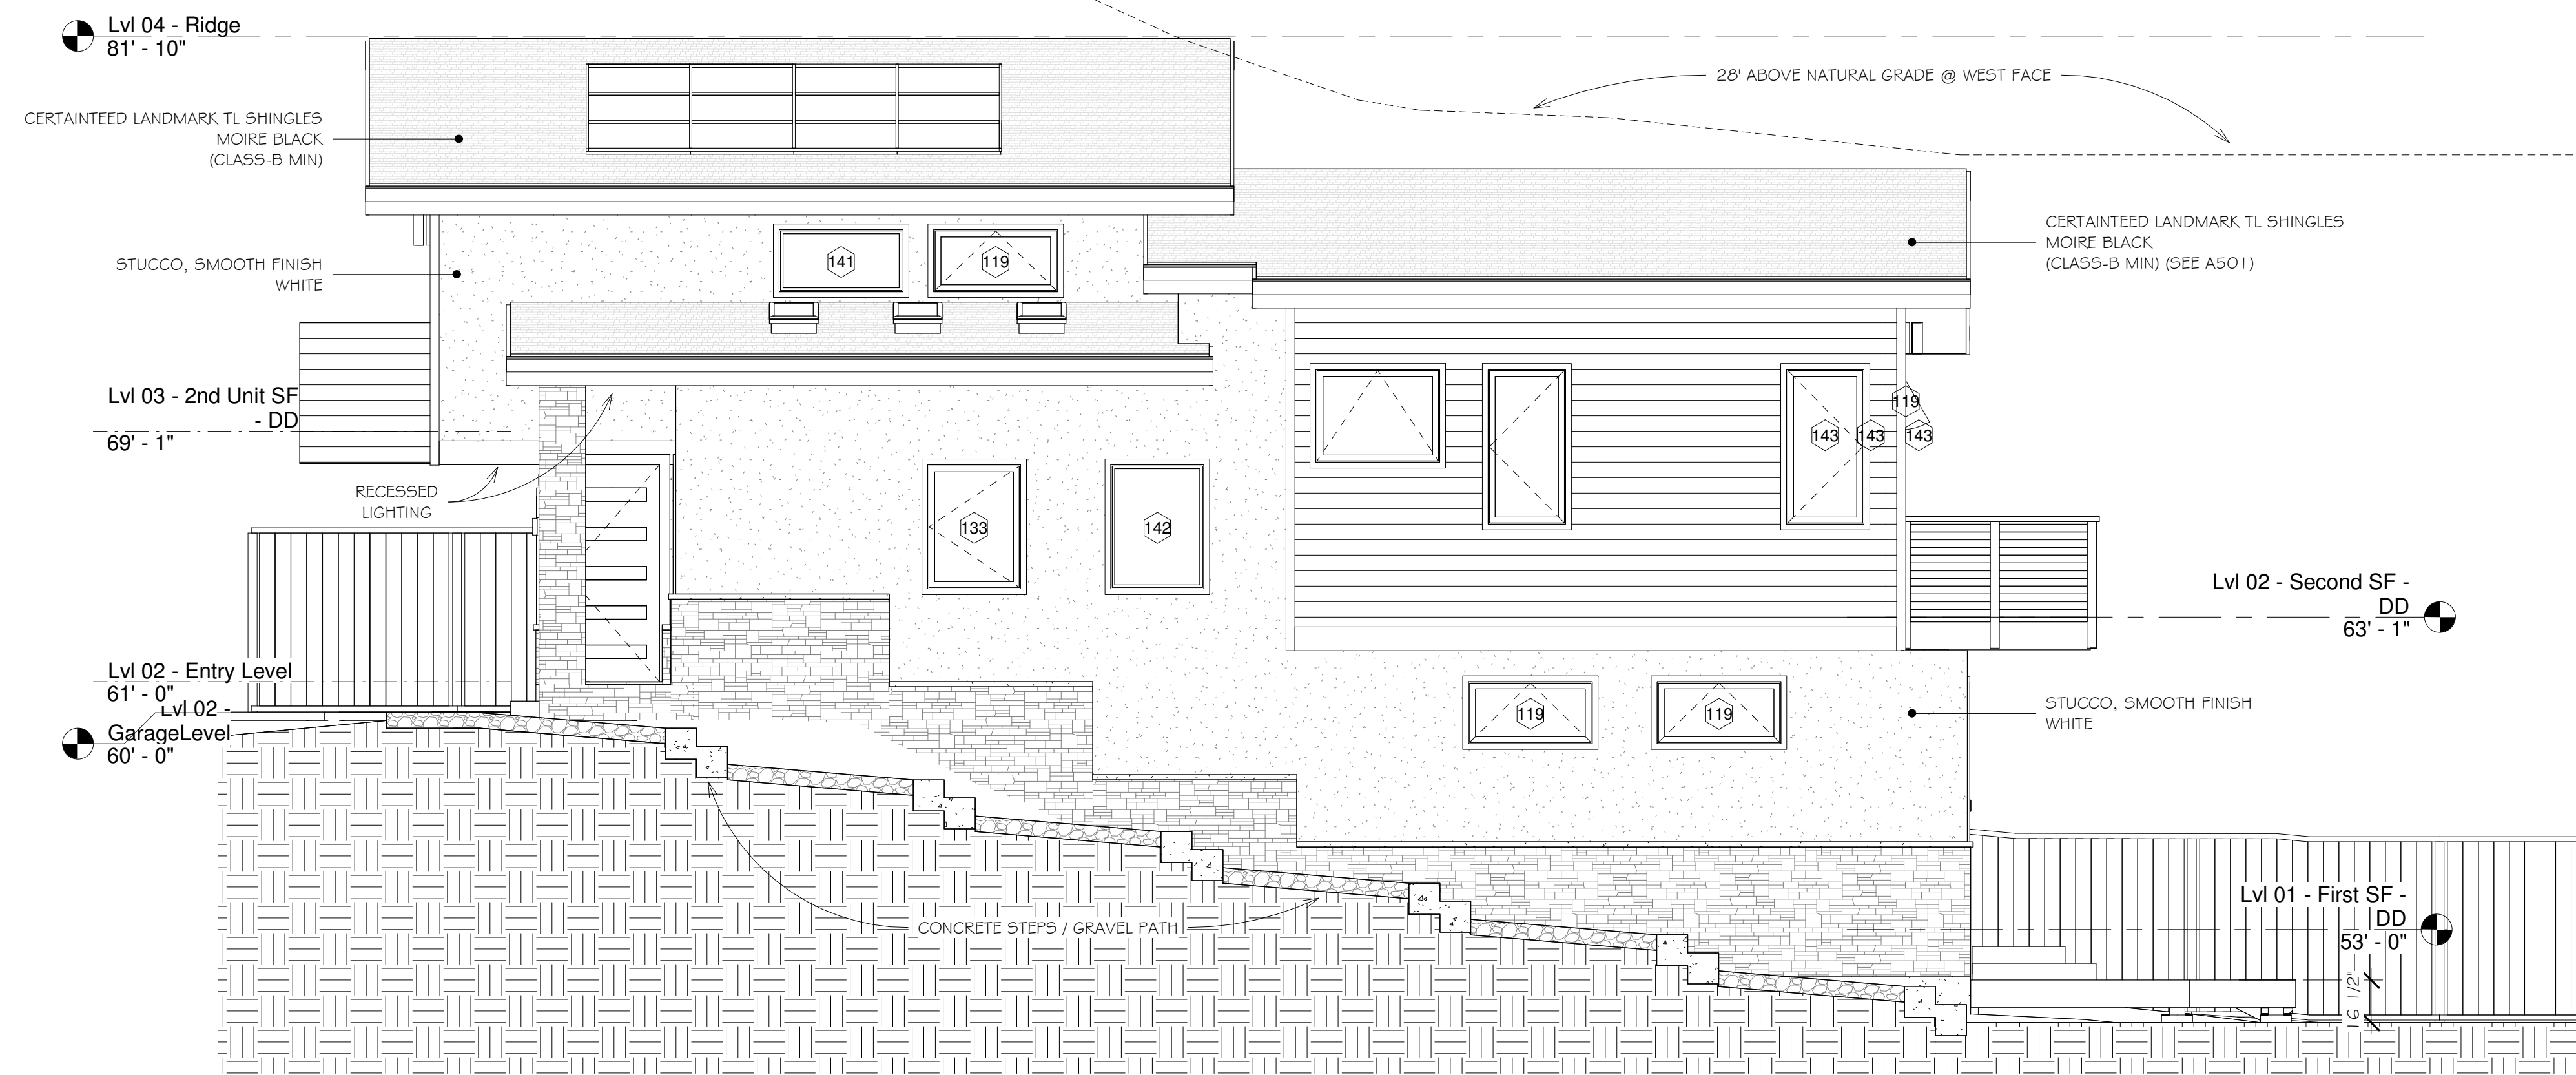 Lvl 04 - Ridge
81' - 10"
28' ABOVE NATURAL GRADE @ WEST FACE
CERTAINTEED LANDMARK TL SHINGLES
MOIRE BLACK
(CLASS-B MIN)
CERTAINTEED LANDMARK TL SHINGLES
MOIRE BLACK
(CLASS-B MIN) (SEE A501)
STUCCO, SMOOTH FINISH
WHITE
141
119
Lvl 03 - 2nd Unit SF
- DD
69' - 1"
119
143
143
143
RECESSED
LIGHTING
133
142
Lvl 02 - Second SF -
DD
63' - 1"
Lvl 02 - Entry Level
61' - 0"
Lvl 02 -
GarageLevel
60' - 0"
119
119
STUCCO, SMOOTH FINISH
WHITE
CONCRETE STEPS / GRAVEL PATH
Lvl 01 - First SF -
DD
53' - 0"
16 1/2"